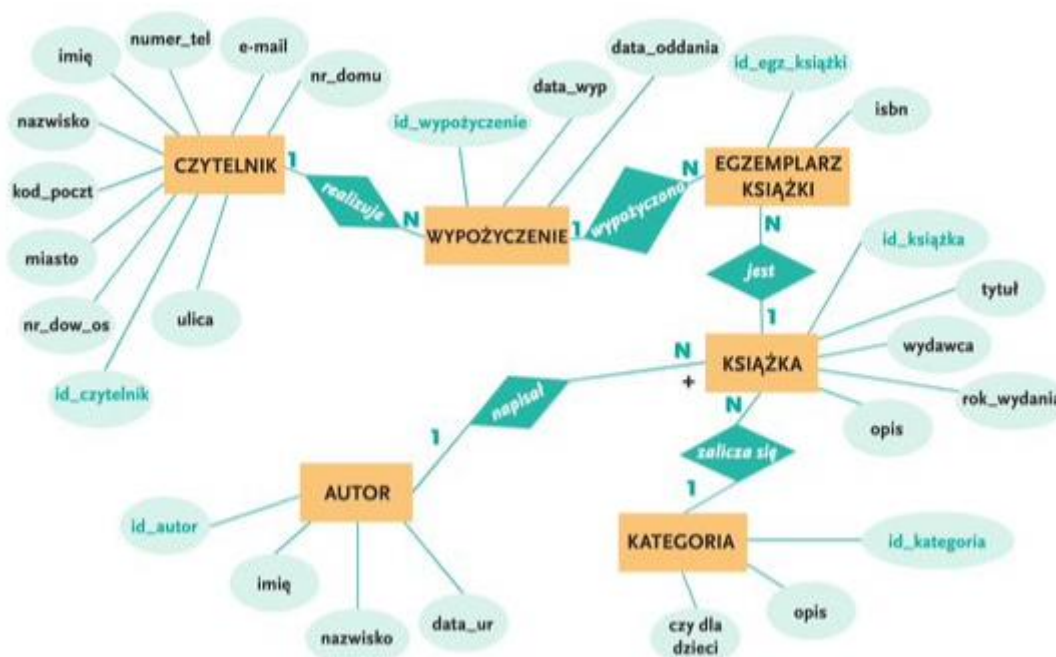 imię
numer_tel
e-mail
nr_domu
nazwisko
kod_poczt
miasto
nr_dow_os
id_czytelnik
ulica
CZYTELNIK
1
realizuje
N
id_wypożyczenie
data_wyp
data_oddania
WYPOŻYCZENIE
1
wypożyczono
N
id_egz_książki
isbn
EGZEMPLARZ
KSIĄŻKI
N
jest
1
id_książka
tytuł
wydawca
rok_wydania
opis
KSIĄŻKA
N
+
napisał
1
N
zalicza się
1
AUTOR
id_autor
imię
nazwisko
data_ur
KATEGORIA
id_kategoria
opis
czy dla
dzieci